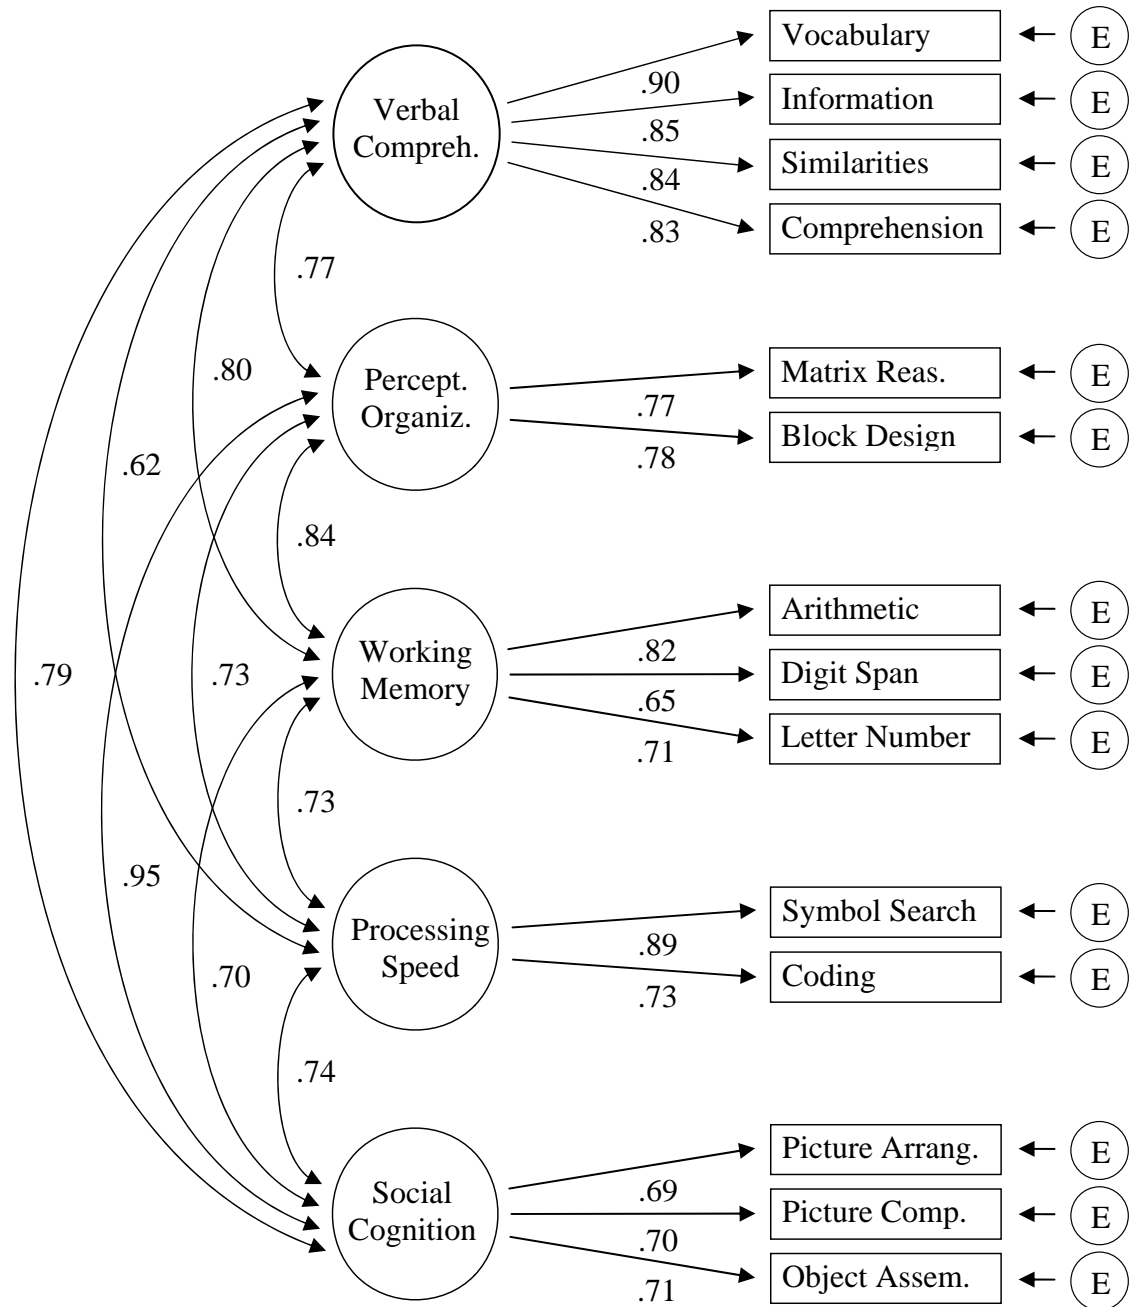 Vocabulary
E
.90
Verbal
Compreh.
Information
E
.85
Similarities
E
.84
Comprehension
E
.83
.77
Percept.
Organiz.
Matrix Reas.
E
.77
.80
Block Design
E
.78
.62
.84
Arithmetic
E
.82
Working
Memory
Digit Span
E
.65
.79
.73
Letter Number
E
.71
.73
.95
Symbol Search
E
.89
Processing
Speed
Coding
E
.73
.70
.74
Picture Arrang.
E
.69
Social
Cognition
Picture Comp.
E
.70
Object Assem.
E
.71